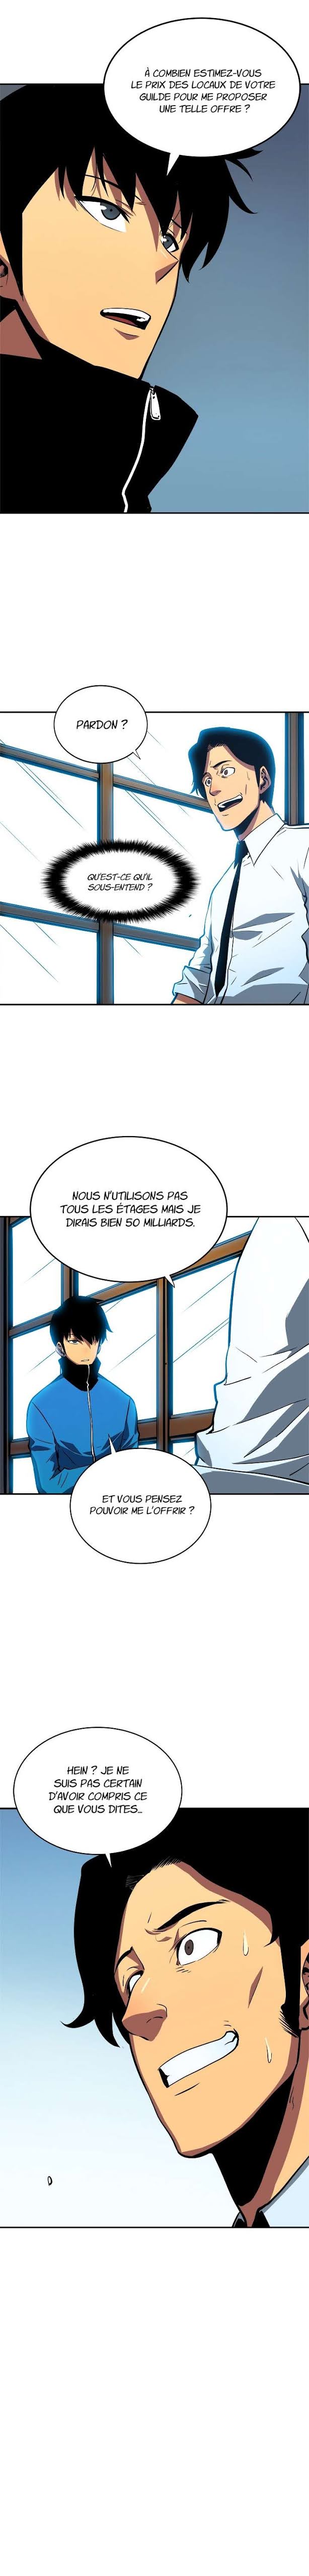 À COMBIEN ESTIMEZ-VOUS
LE PRIX DES LOCAUX DE VOTRE
GUILDE POUR ME PROPOSER
UNE TELLE OFFRE ?
PARDON ?
QU'EST-CE QU'IL
SOUS-ENTEND ?
NOUS N'UTILISONS PAS
TOUS LES ÉTAGES MAIS JE
DIRAIS BIEN 50 MILLIARDS.
ET VOUS PENSEZ
POUVOIR ME L'OFFRIR ?
HEIN ? JE NE
SUIS PAS CERTAIN
D'AVOIR COMPRIS CE
QUE VOUS DITES...